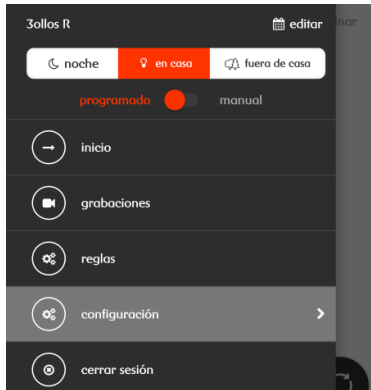 3ollos R editar
noche en casa fuera de casa
programado manual
inicio
grabaciones
reglas
configuración
cerrar sesión